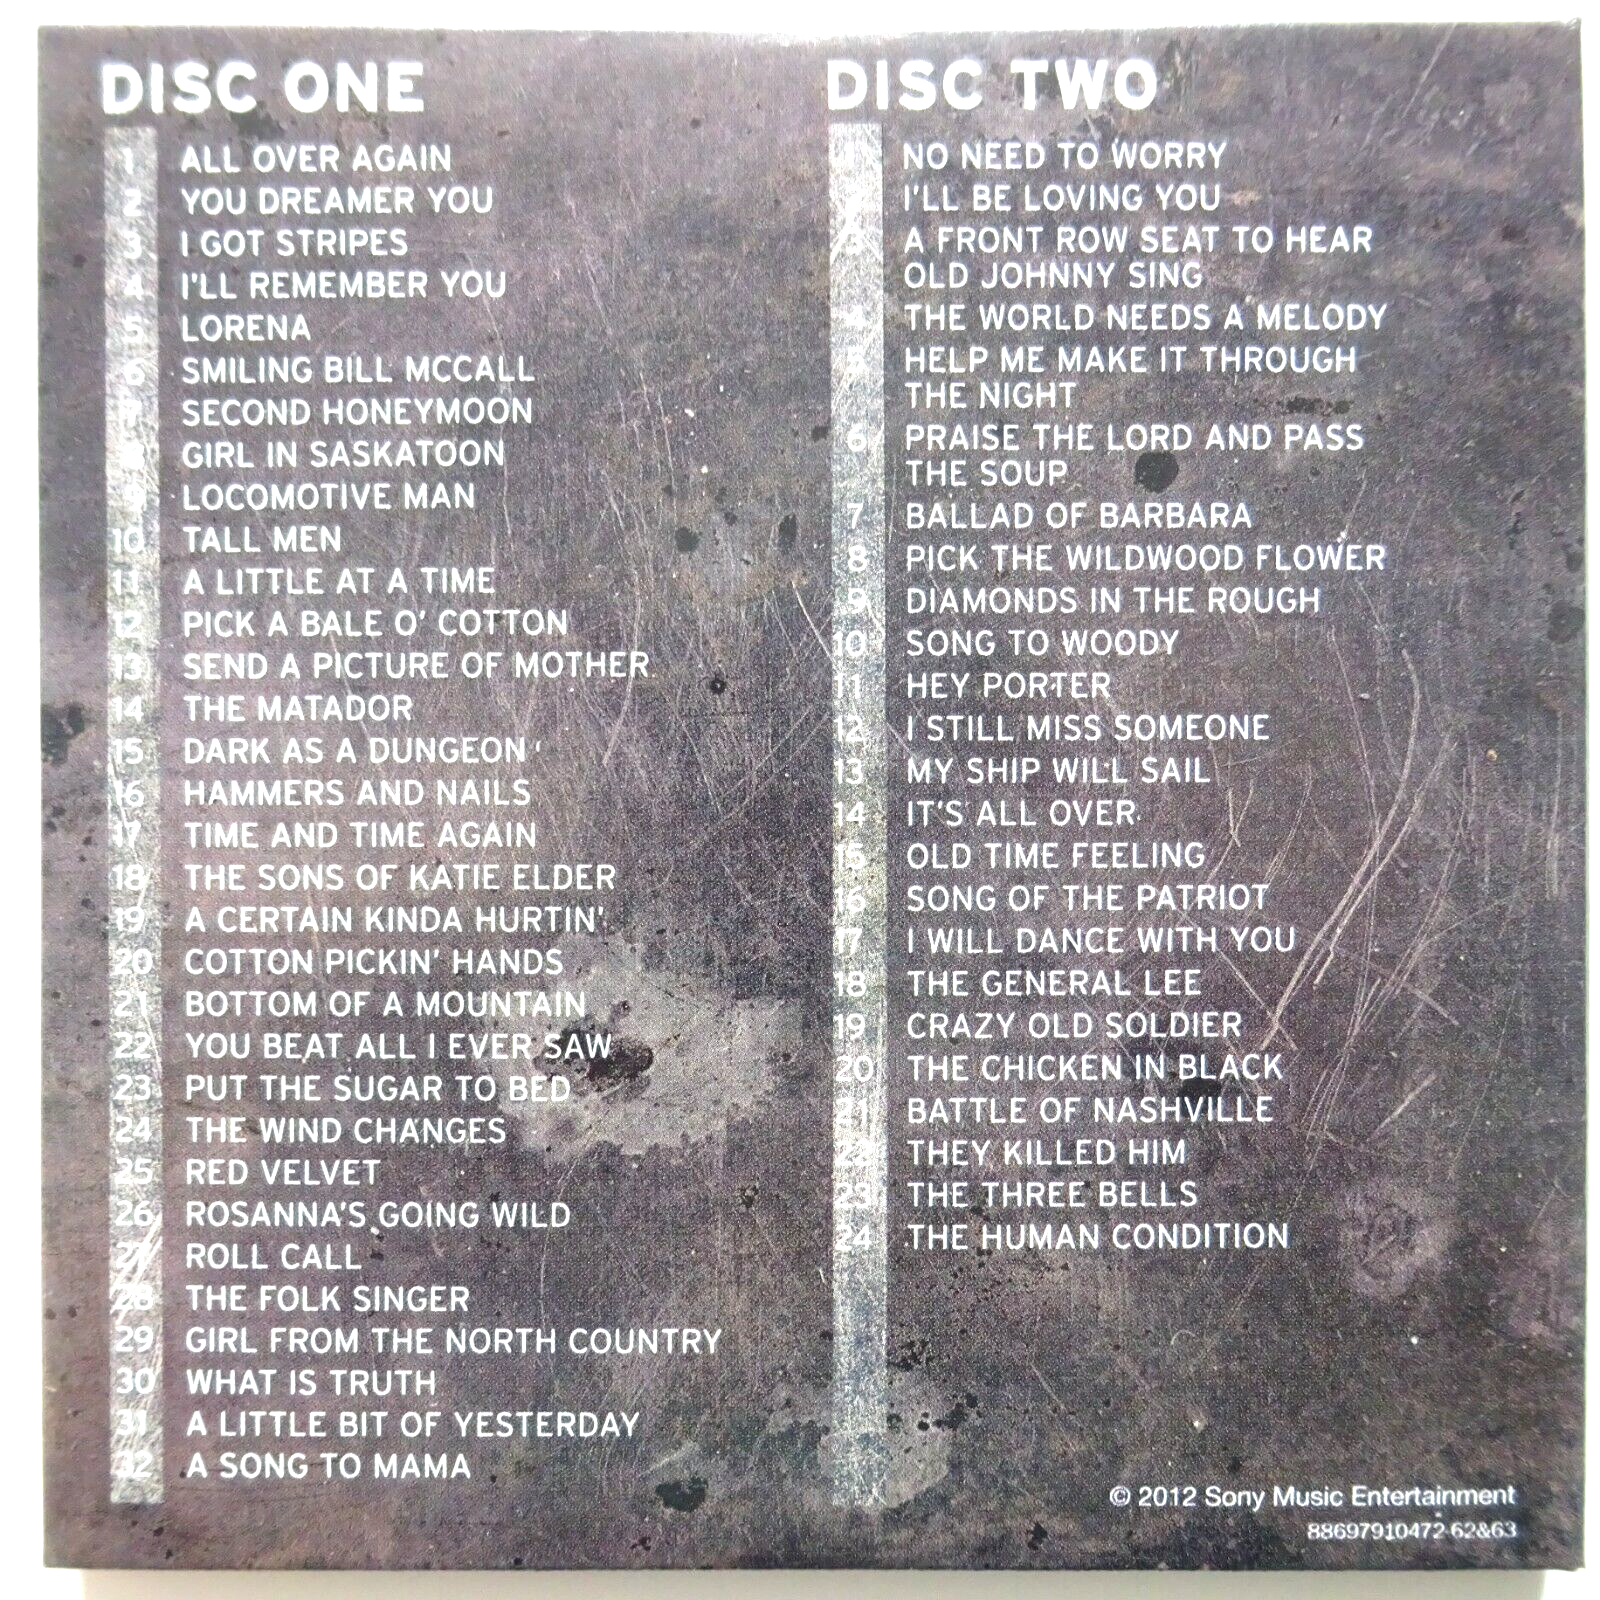 DISC ONE
1 ALL OVER AGAIN
2 YOU DREAMER YOU
3 I GOT STRIPES
4 I'LL REMEMBER YOU
5 LORENA
6 SMILING BILL MCCALL
7 SECOND HONEYMOON
8 GIRL IN SASKATOON
9 LOCOMOTIVE MAN
10 TALL MEN
11 A LITTLE AT A TIME
12 PICK A BALE O' COTTON
13 SEND A PICTURE OF MOTHER
14 THE MATADOR
15 DARK AS A DUNGEON
16 HAMMERS AND NAILS
17 TIME AND TIME AGAIN
18 THE SONS OF KATIE ELDER
19 A CERTAIN KINDA HURTIN'
20 COTTON PICKIN' HANDS
21 BOTTOM OF A MOUNTAIN
22 YOU BEAT ALL I EVER SAW
23 PUT THE SUGAR TO BED
24 THE WIND CHANGES
25 RED VELVET
26 ROSANNA'S GOING WILD
27 ROLL CALL
28 THE FOLK SINGER
29 GIRL FROM THE NORTH COUNTRY
30 WHAT IS TRUTH
31 A LITTLE BIT OF YESTERDAY
32 A SONG TO MAMA
DISC TWO
1 NO NEED TO WORRY
2 I'LL BE LOVING YOU
3 A FRONT ROW SEAT TO HEAR
OLD JOHNNY SING
4 THE WORLD NEEDS A MELODY
5 HELP ME MAKE IT THROUGH
THE NIGHT
6 PRAISE THE LORD AND PASS
THE SOUP
7 BALLAD OF BARBARA
8 PICK THE WILDWOOD FLOWER
9 DIAMONDS IN THE ROUGH
10 SONG TO WOODY
11 HEY PORTER
12 I STILL MISS SOMEONE
13 MY SHIP WILL SAIL
14 IT'S ALL OVER
15 OLD TIME FEELING
16 SONG OF THE PATRIOT
17 I WILL DANCE WITH YOU
18 THE GENERAL LEE
19 CRAZY OLD SOLDIER
20 THE CHICKEN IN BLACK
21 BATTLE OF NASHVILLE
22 THEY KILLED HIM
23 THE THREE BELLS
24 THE HUMAN CONDITION
© 2012 Sony Music Entertainment
88697910472 62&63